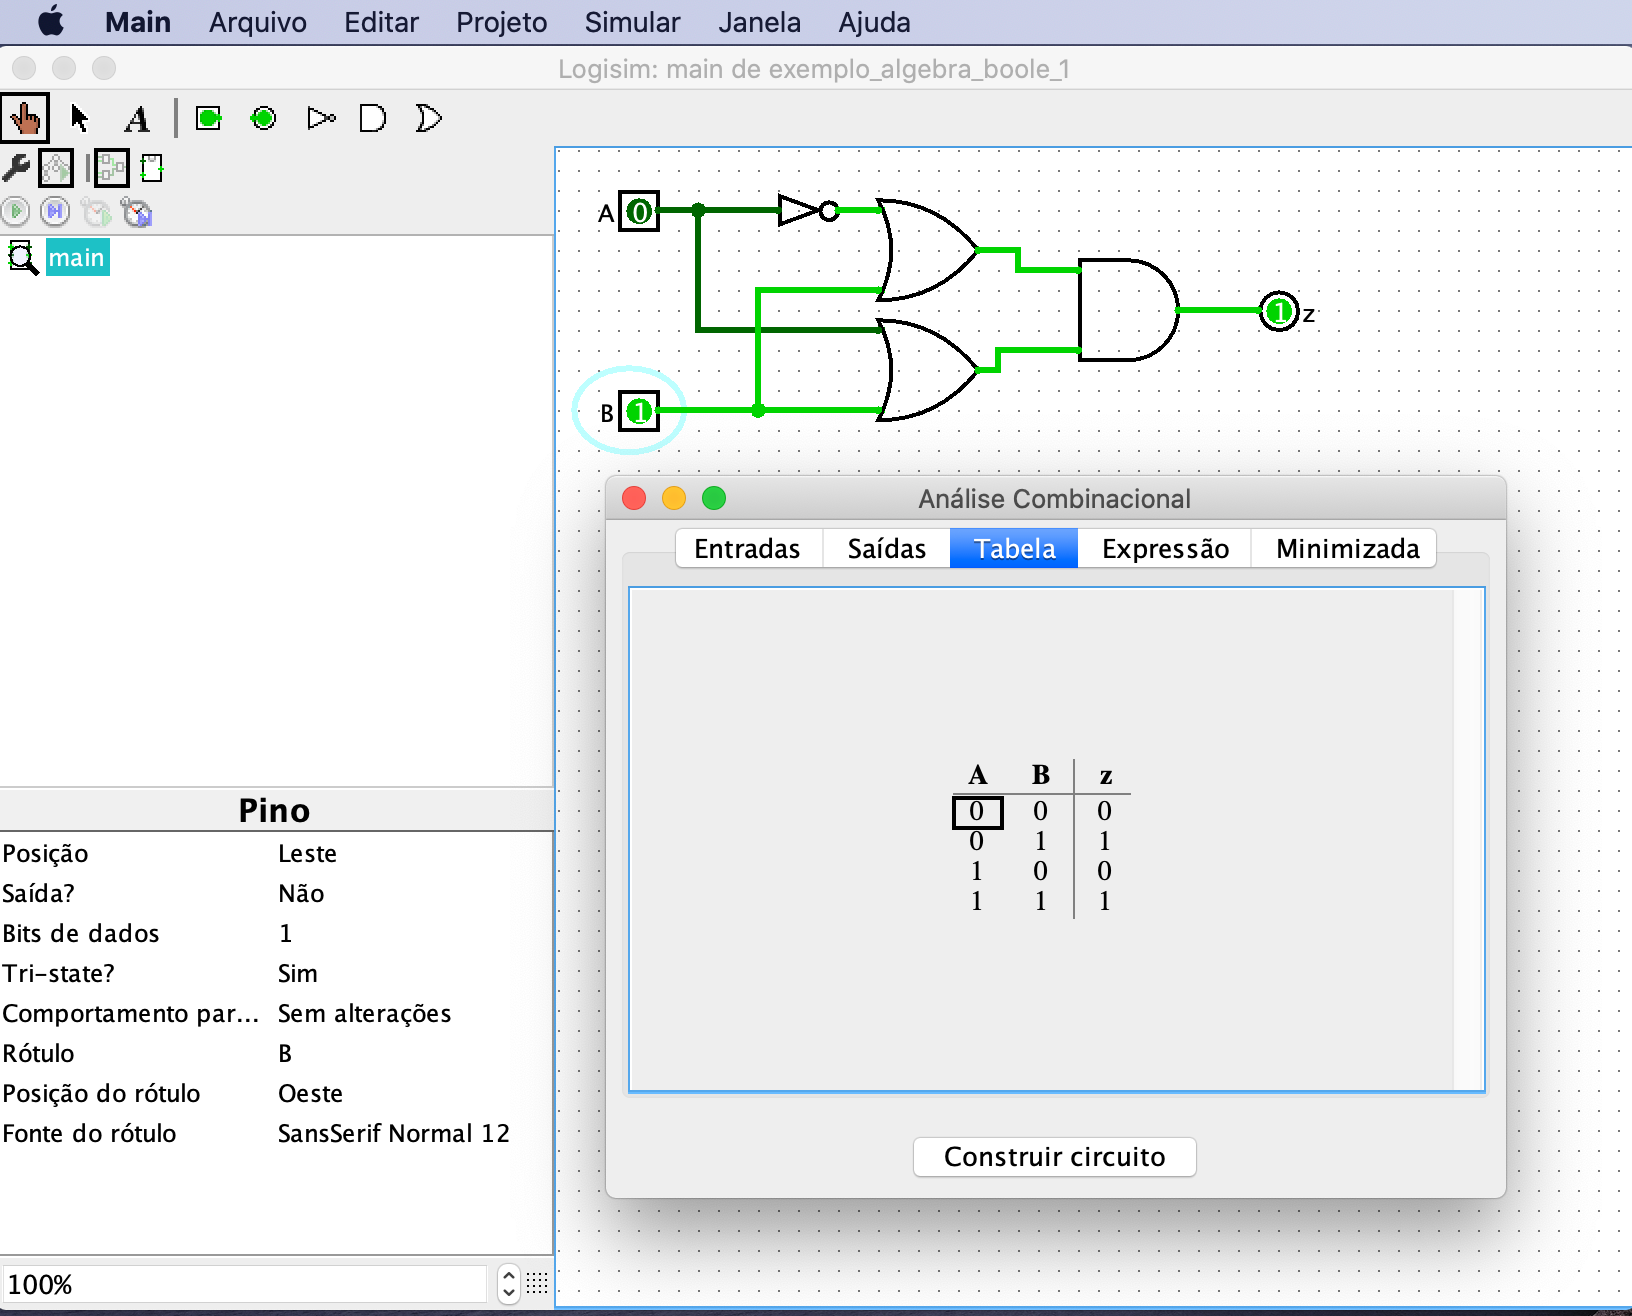 Main Arquivo Editar Projeto Simular Janela Ajuda
Logisim: main de exemplo_algebra_boole_1
A
main
A 0
B 1
1 z
Análise Combinacional
Entradas Saídas Tabela Expressão Minimizada
A B z
0 0 0
0 1 1
1 0 0
1 1 1
Construir circuito
Pino
Posição Leste
Saída? Não
Bits de dados 1
Tri-state? Sim
Comportamento par... Sem alterações
Rótulo B
Posição do rótulo Oeste
Fonte do rótulo SansSerif Normal 12
100%